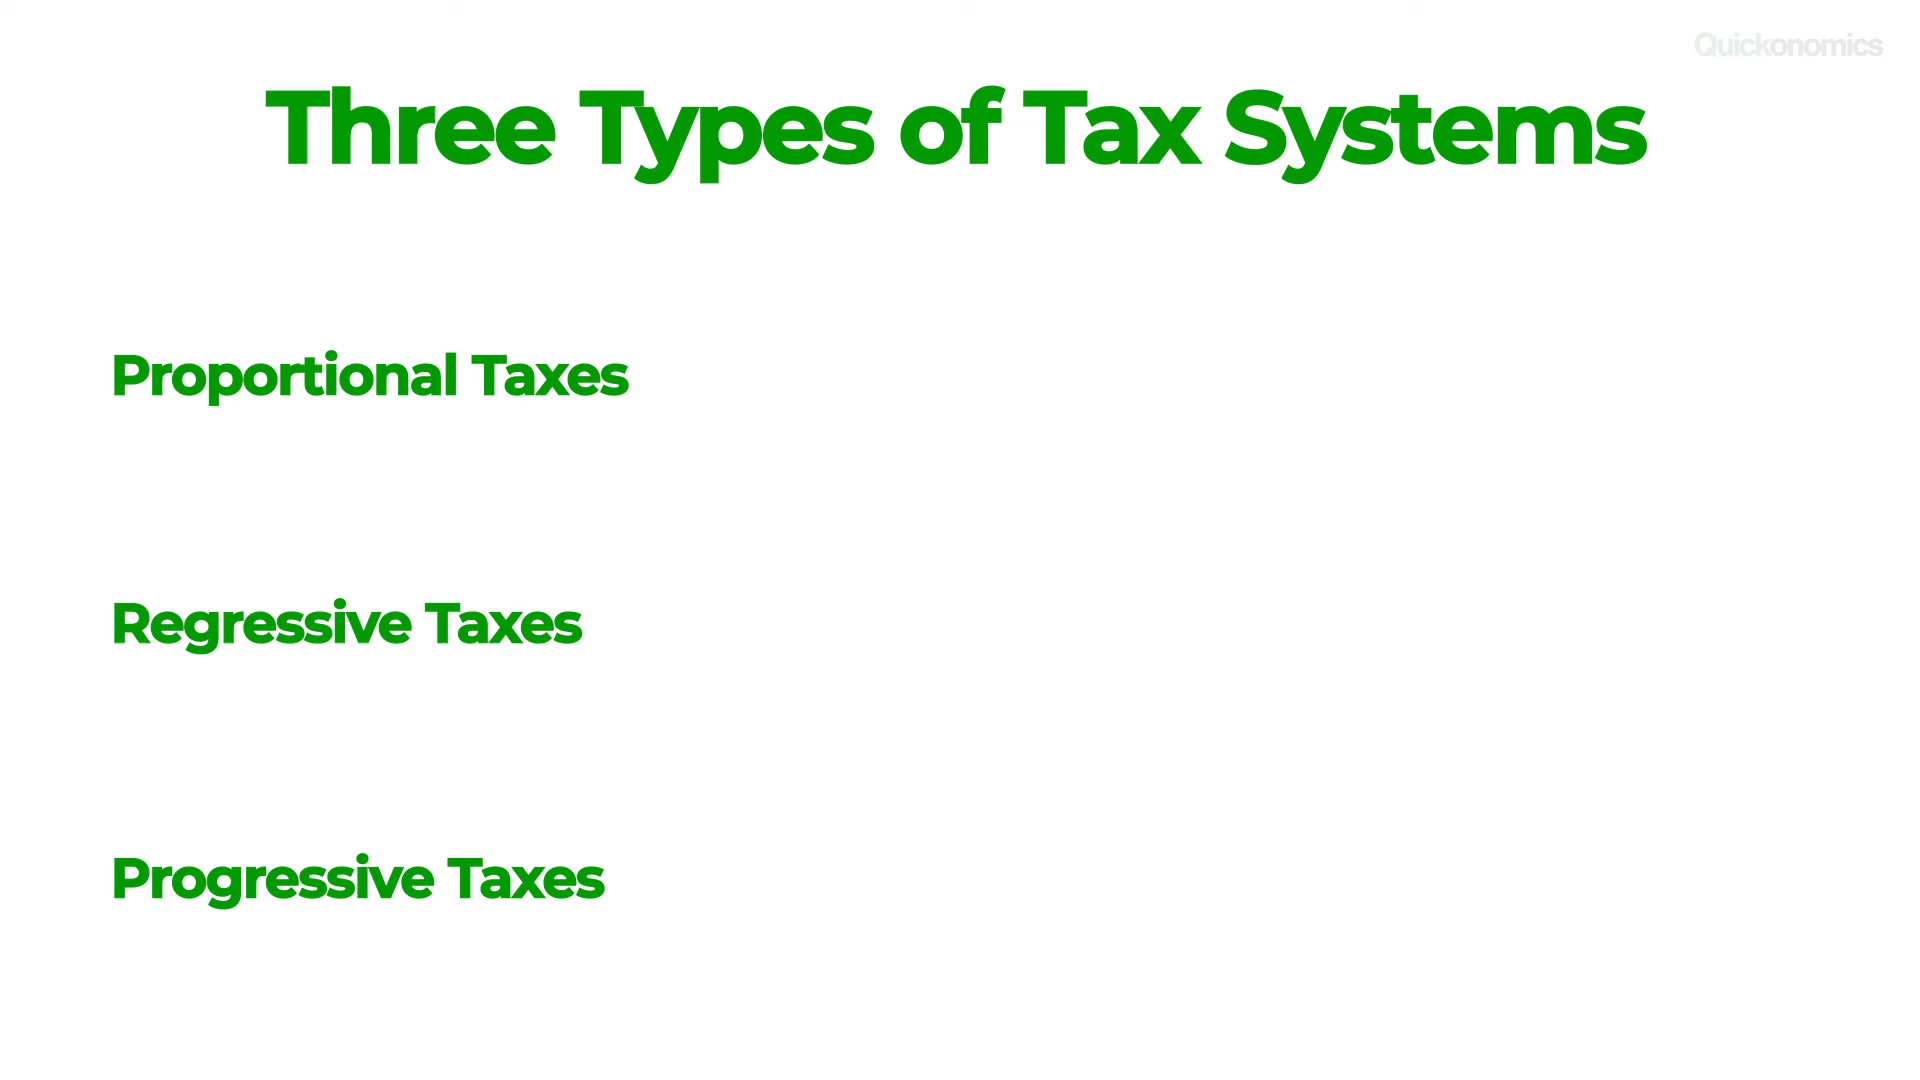 Quickonomics
Three Types of Tax Systems
Proportional Taxes
Regressive Taxes
Progressive Taxes